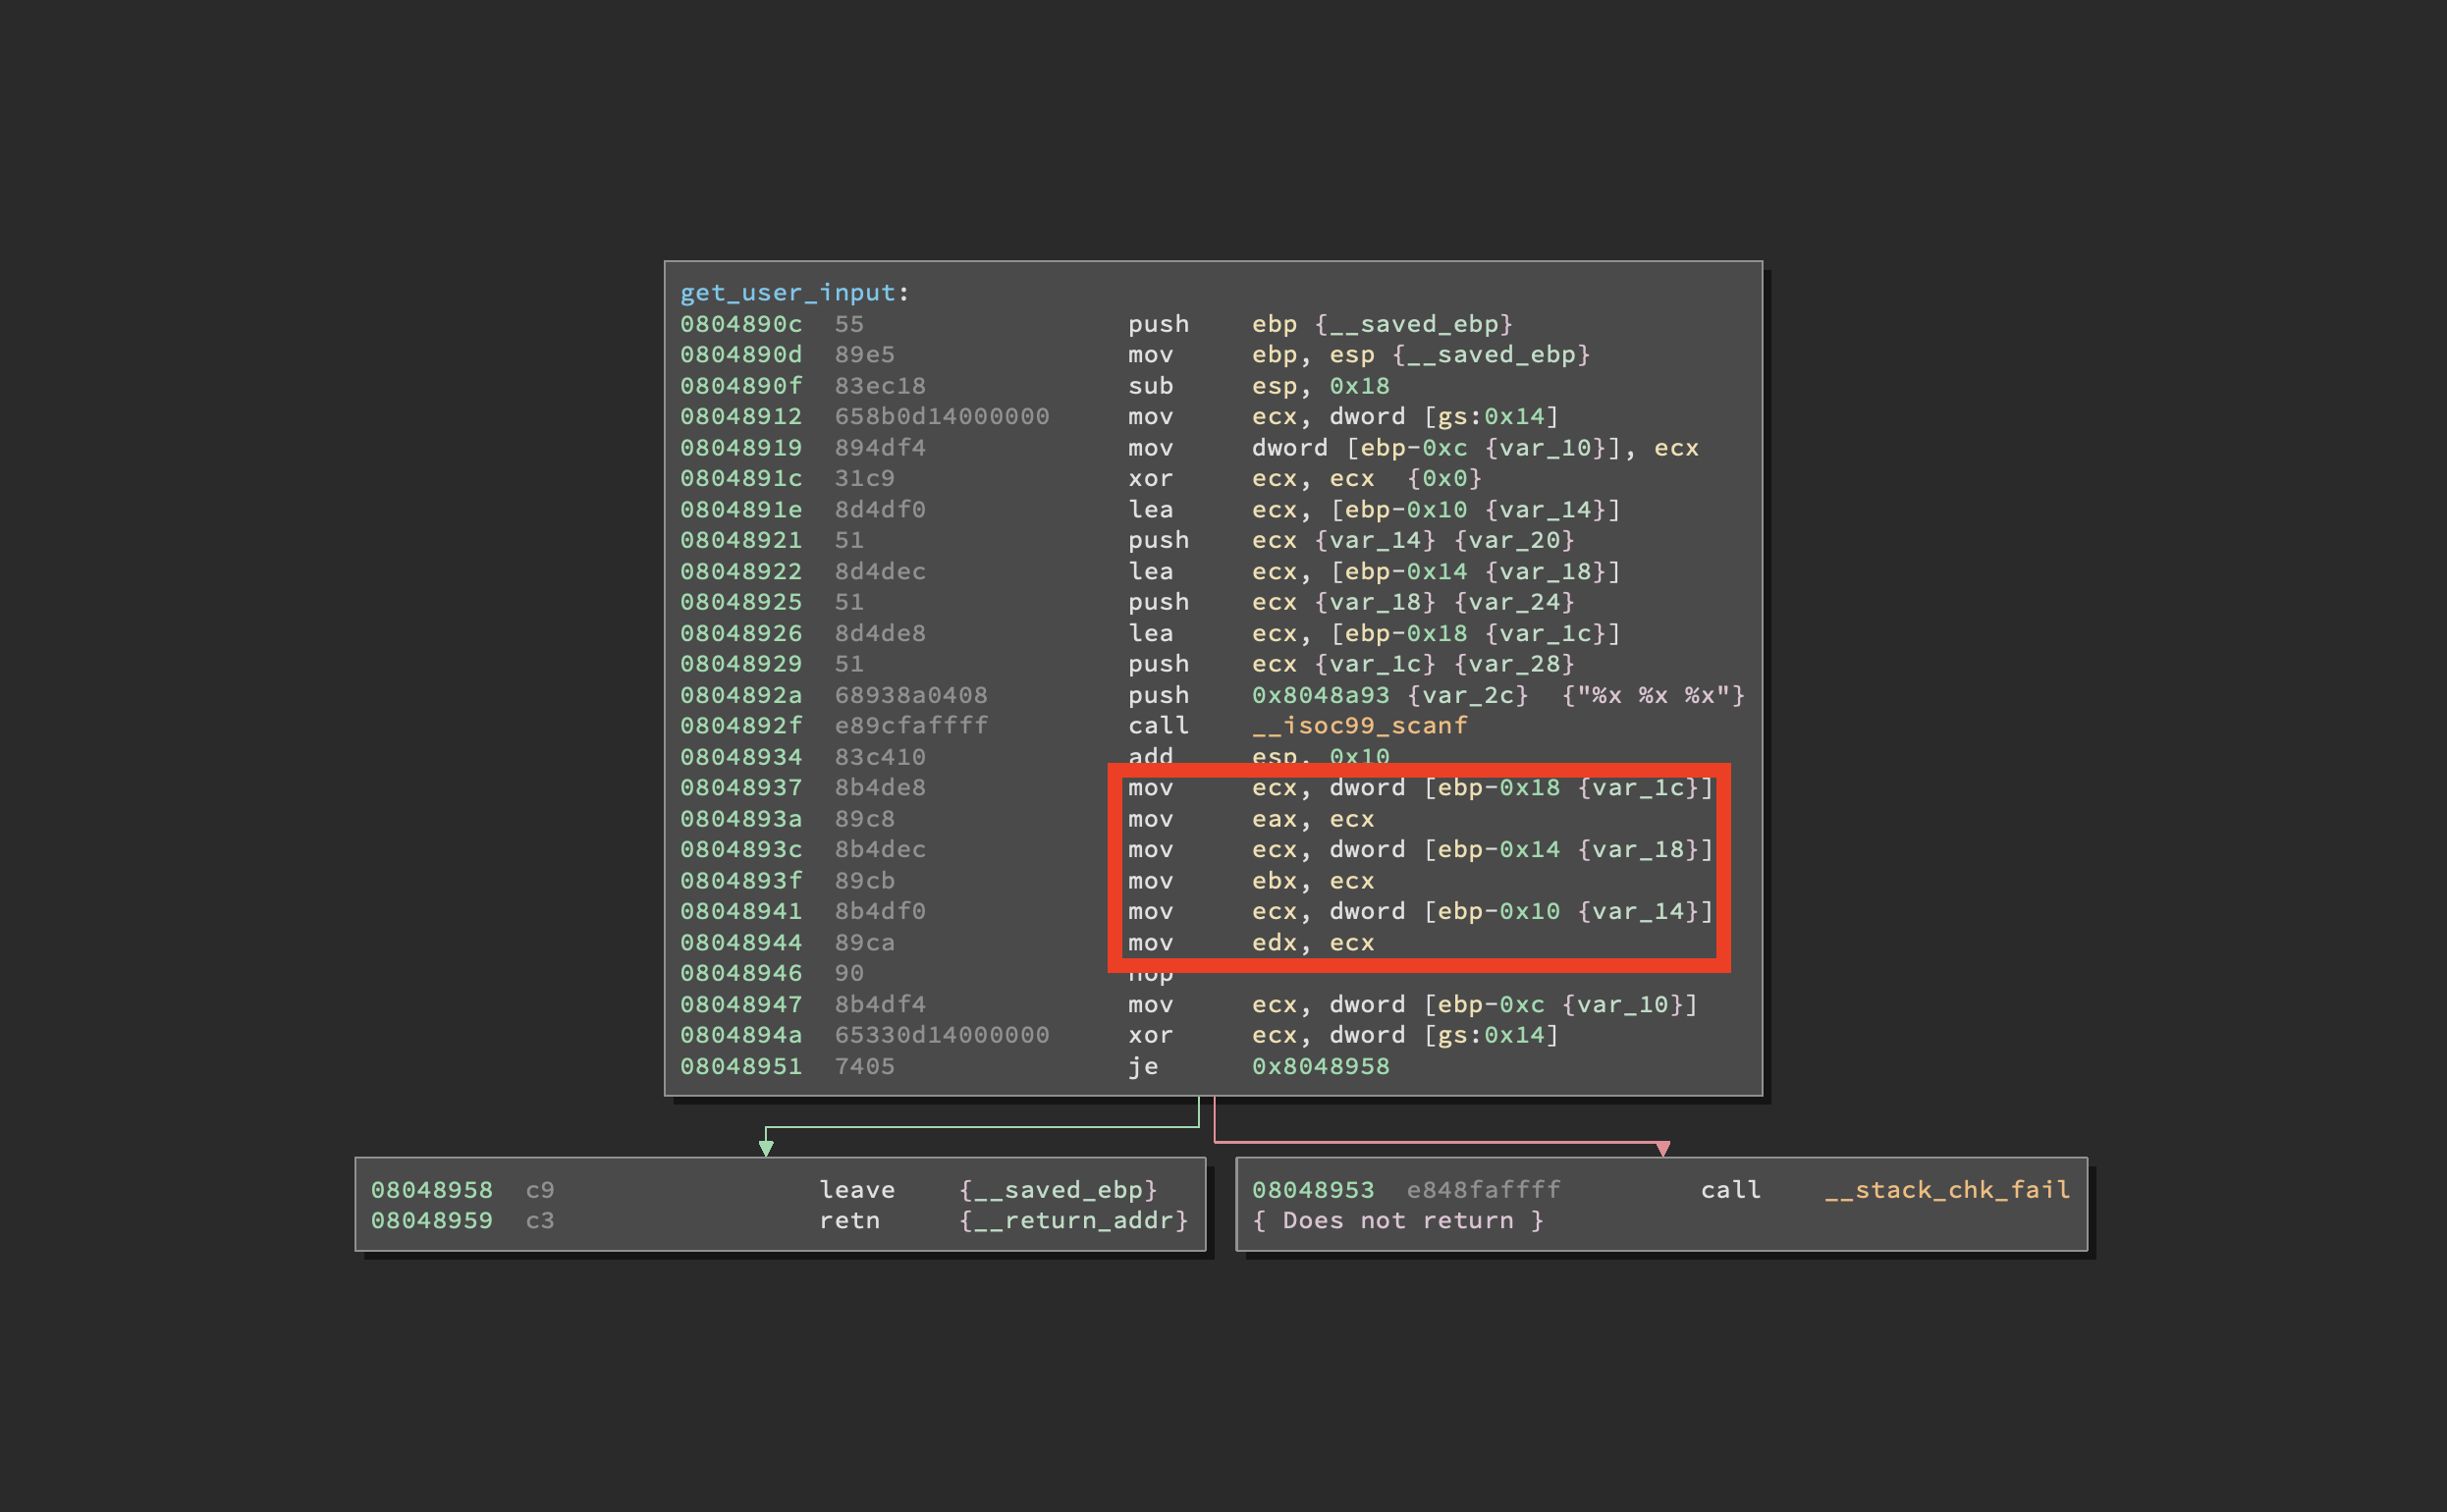 get_user_input:
0804890c 55 push ebp {__saved_ebp}
0804890d 89e5 mov ebp, esp {__saved_ebp}
0804890f 83ec18 sub esp, 0x18
08048912 658b0d14000000 mov ecx, dword [gs:0x14]
08048919 894df4 mov dword [ebp-0xc {var_10}], ecx
0804891c 31c9 xor ecx, ecx {0x0}
0804891e 8d4df0 lea ecx, [ebp-0x10 {var_14}]
08048921 51 push ecx {var_14} {var_20}
08048922 8d4dec lea ecx, [ebp-0x14 {var_18}]
08048925 51 push ecx {var_18} {var_24}
08048926 8d4de8 lea ecx, [ebp-0x18 {var_1c}]
08048929 51 push ecx {var_1c} {var_28}
0804892a 68938a0408 push 0x8048a93 {var_2c} {"%x %x %x"}
0804892f e89cfaffff call __isoc99_scanf
08048934 83c410 add esp, 0x10
08048937 8b4de8 mov ecx, dword [ebp-0x18 {var_1c}]
0804893a 89c8 mov eax, ecx
0804893c 8b4dec mov ecx, dword [ebp-0x14 {var_18}]
0804893f 89cb mov ebx, ecx
08048941 8b4df0 mov ecx, dword [ebp-0x10 {var_14}]
08048944 89ca mov edx, ecx
08048946 90 nop
08048947 8b4df4 mov ecx, dword [ebp-0xc {var_10}]
0804894a 65330d14000000 xor ecx, dword [gs:0x14]
08048951 7405 je 0x8048958
08048958 c9 leave {__saved_ebp}
08048959 c3 retn {__return_addr}
08048953 e848faffff call __stack_chk_fail
{ Does not return }